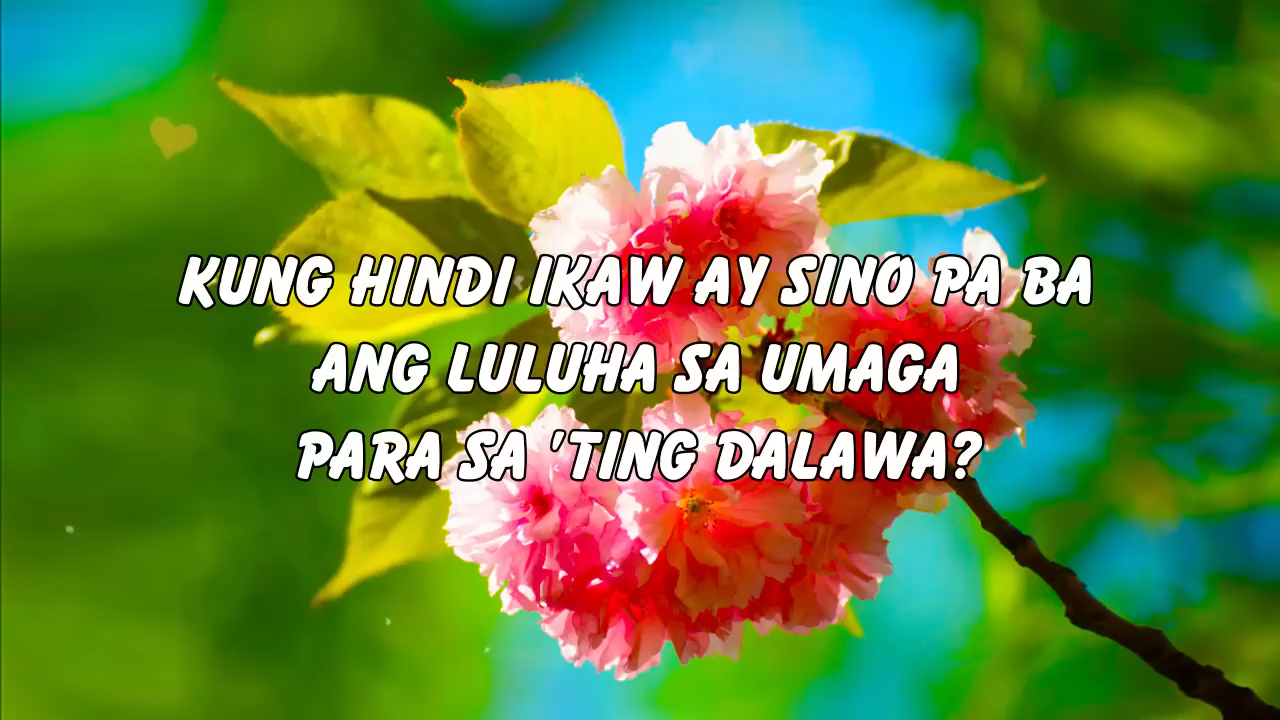 KUNG HINDI IKAW AY SINO PA BA
ANG LULUHA SA UMAGA
PARA SA 'TING DALAWA?